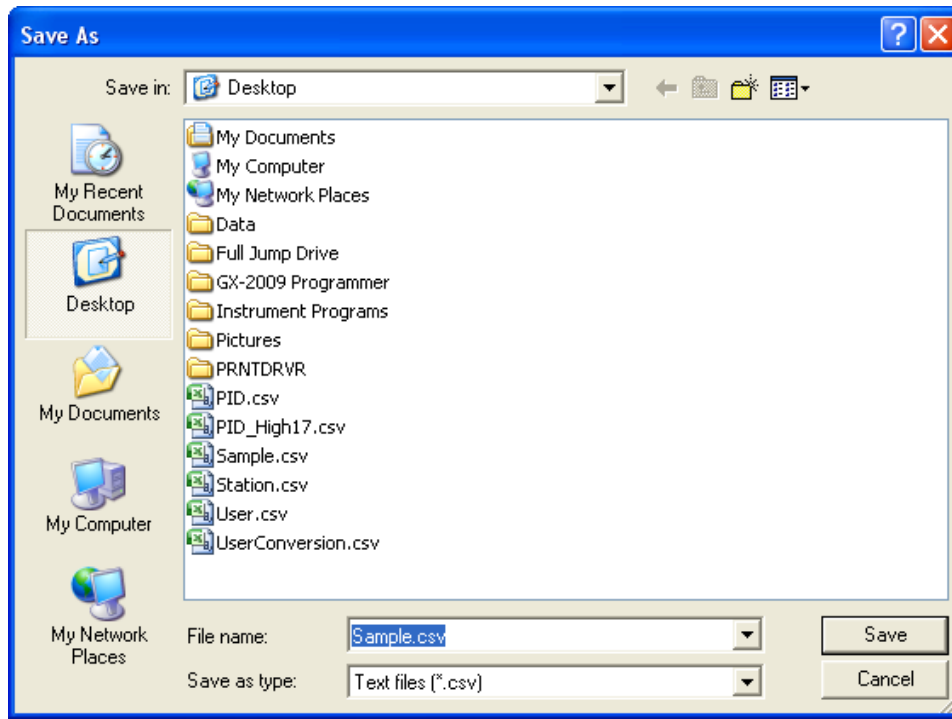 Save As
Save in:
Desktop
My Recent
Documents
Desktop
My Documents
My Computer
My Network
Places
My Documents
My Computer
My Network Places
Data
Full Jump Drive
GX-2009 Programmer
Instrument Programs
Pictures
PRNTDRVR
PID.csv
PID_High17.csv
Sample.csv
Station.csv
User.csv
UserConversion.csv
File name:
Sample.csv
Save
Save as type:
Text files (*.csv)
Cancel